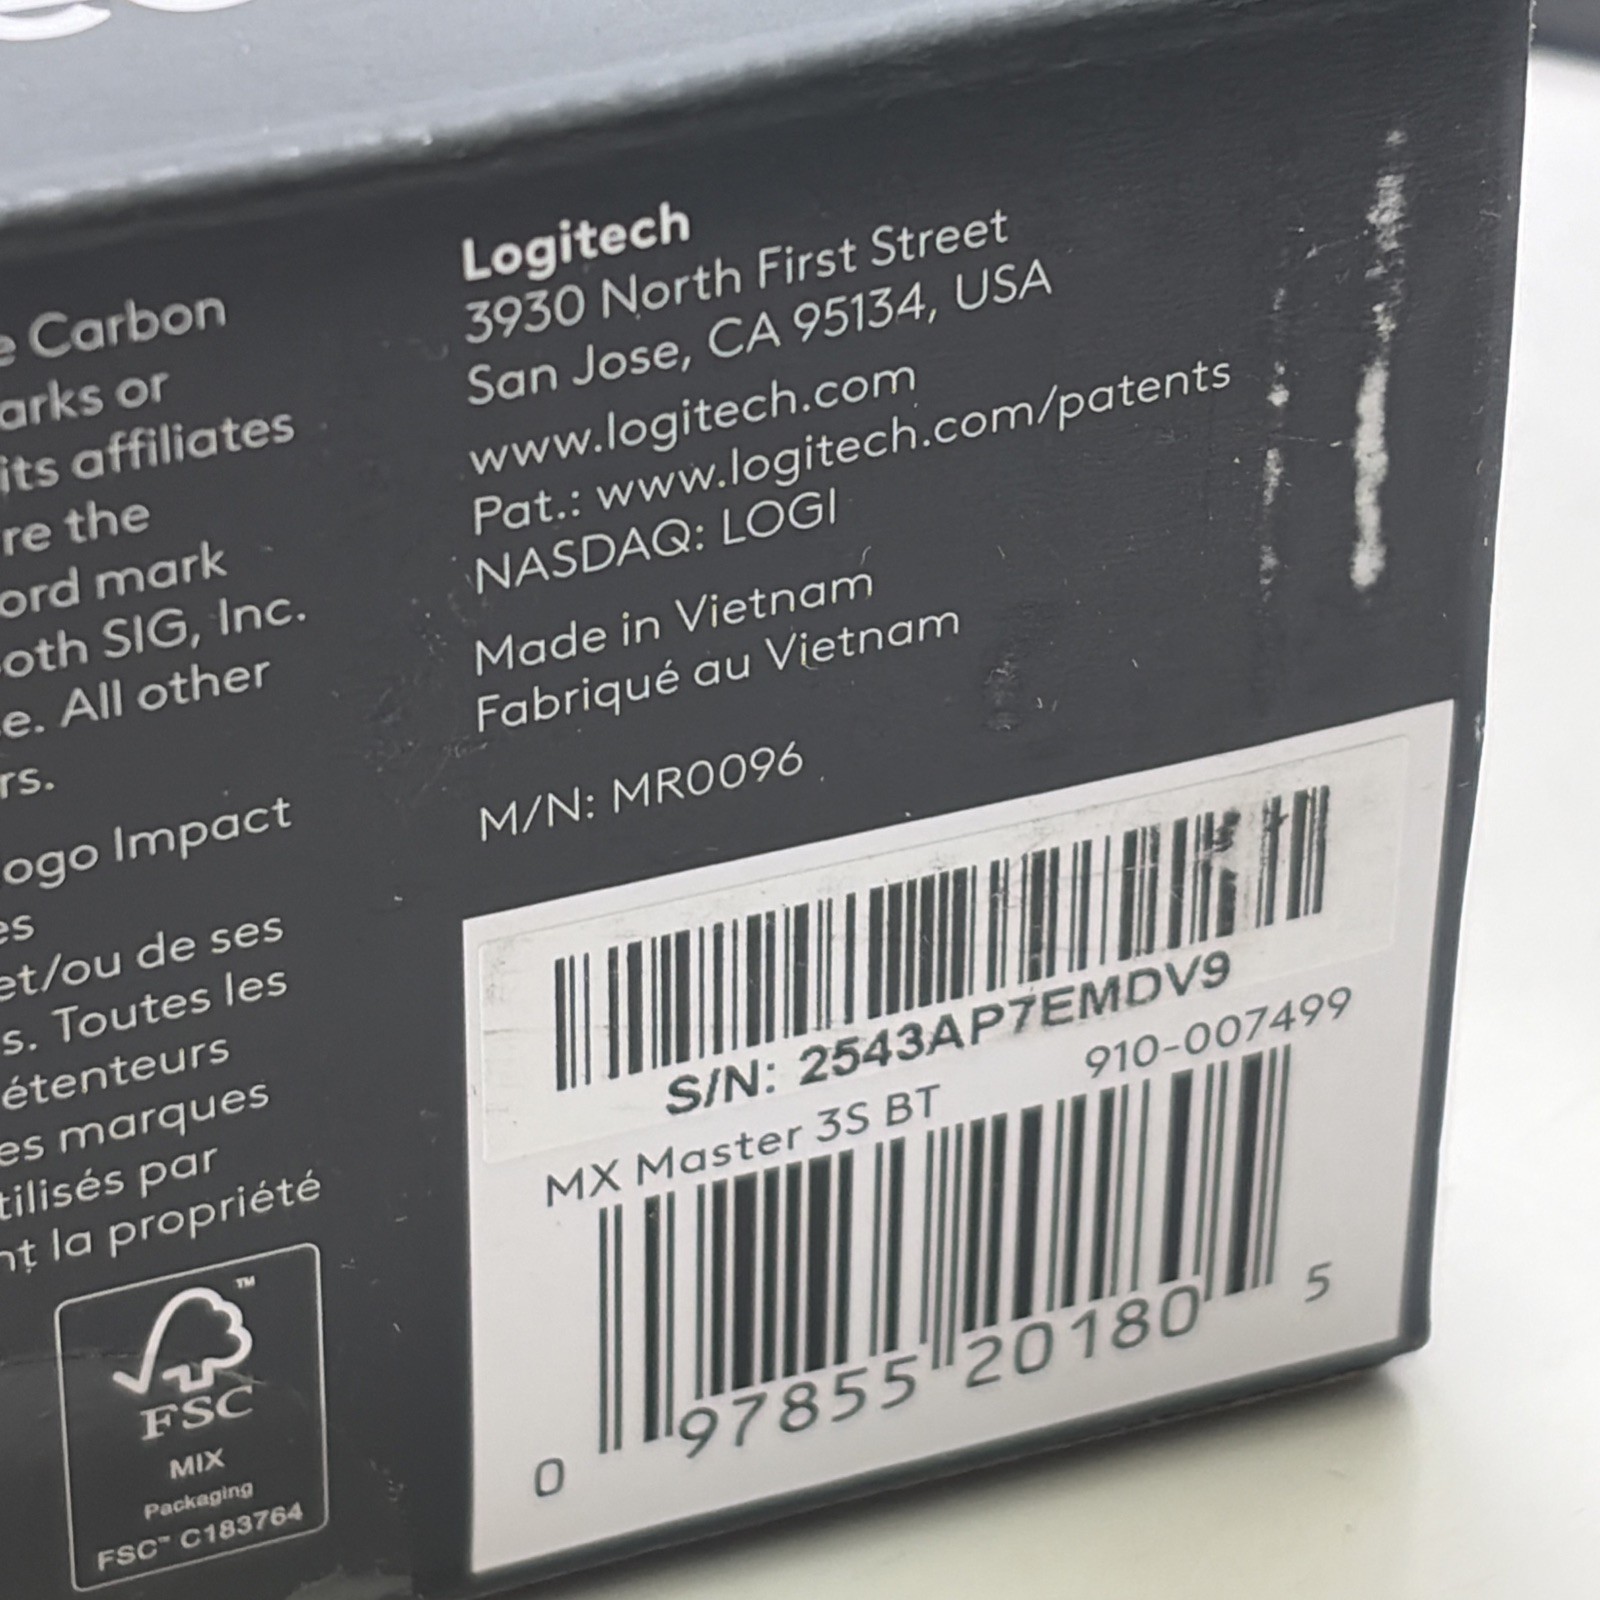 e Carbon
arks or
its affiliates
re the
ord mark
oth SIG, Inc.
e. All other
rs.
ogo Impact
es
et/ou de ses
s. Toutes les
étenteurs
es marques
tilisés par
nt la propriété
FSC™
MIX
Packaging
FSC™ C183764
Logitech
3930 North First Street
San Jose, CA 95134, USA
www.logitech.com
Pat.: www.logitech.com/patents
NASDAQ: LOGI
Made in Vietnam
Fabriqué au Vietnam
M/N: MR0096
S/N: 2543AP7EMDV9
910-007499
MX Master 3S BT
0 97855 20180 5